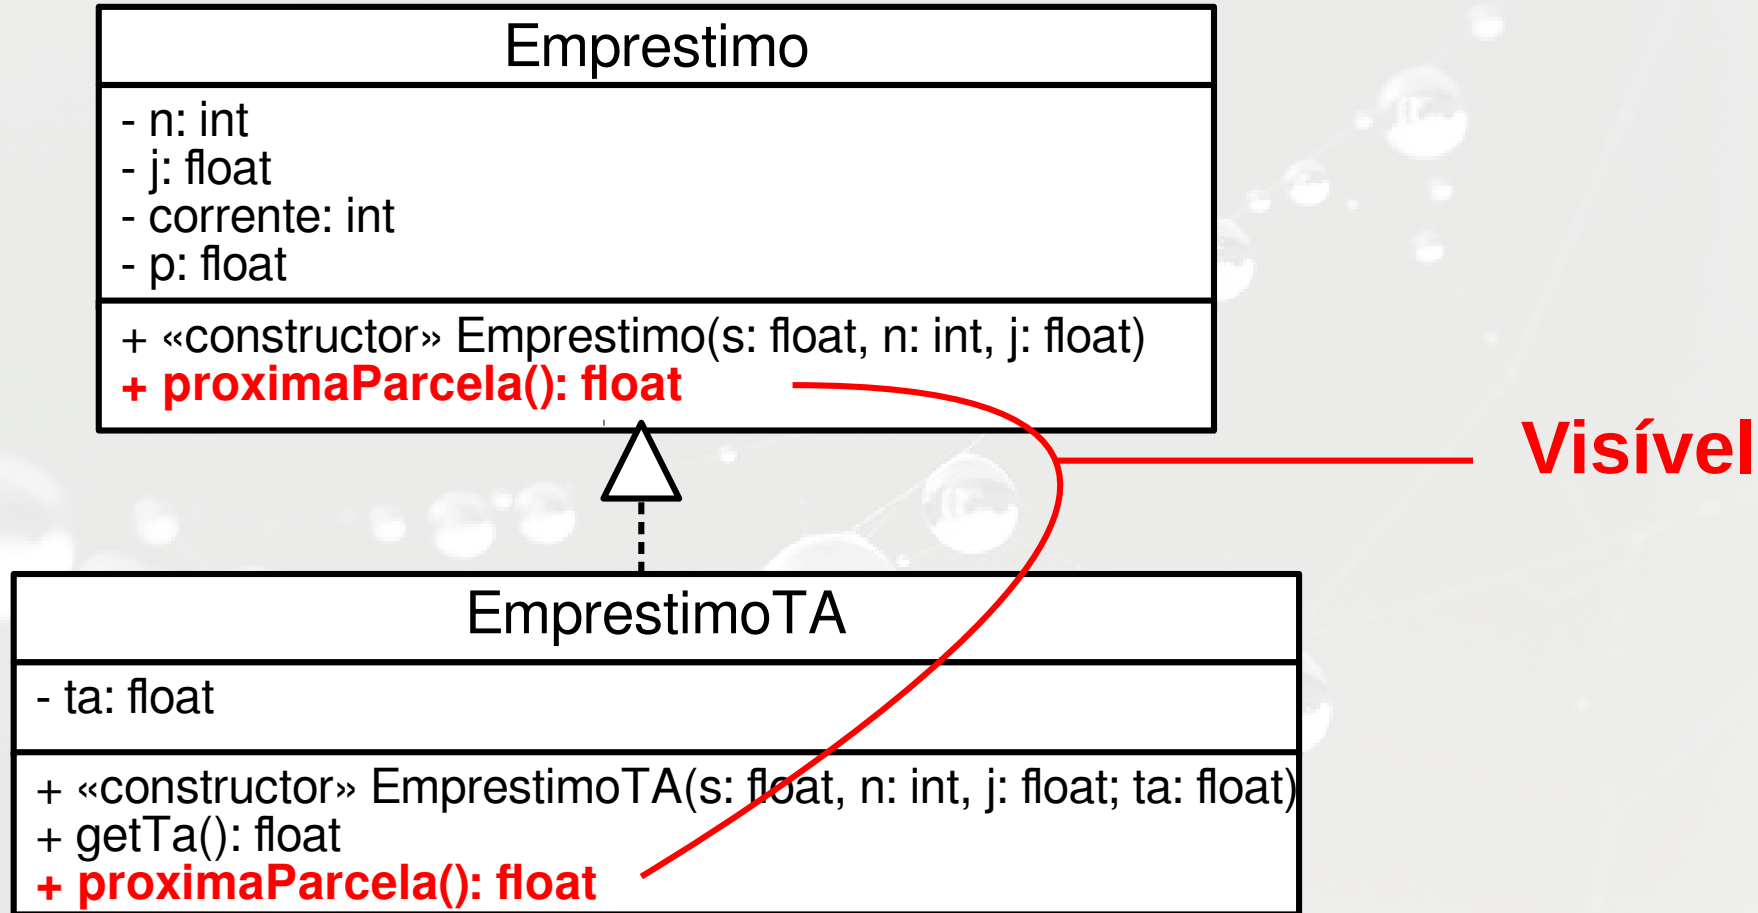 Emprestimo
- n: int
- j: float
- corrente: int
- p: float
+ «constructor» Emprestimo(s: float, n: int, j: float)
+ proximaParcela(): float
Visível
EmprestimoTA
- ta: float
+ «constructor» EmprestimoTA(s: float, n: int, j: float; ta: float)
+ getTa(): float
+ proximaParcela(): float